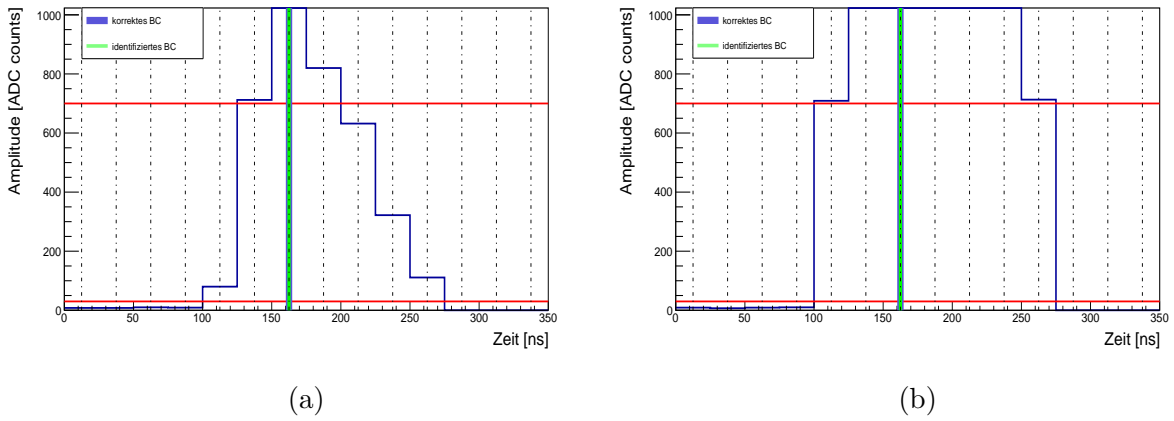 Amplitude [ADC counts]
1000
800
600
400
200
0
korrektes BC
identifiziertes BC
0 50 100 150 200 250 300 350
Zeit [ns]
(a)
Amplitude [ADC counts]
1000
800
600
400
200
0
korrektes BC
identifiziertes BC
0 50 100 150 200 250 300 350
Zeit [ns]
(b)